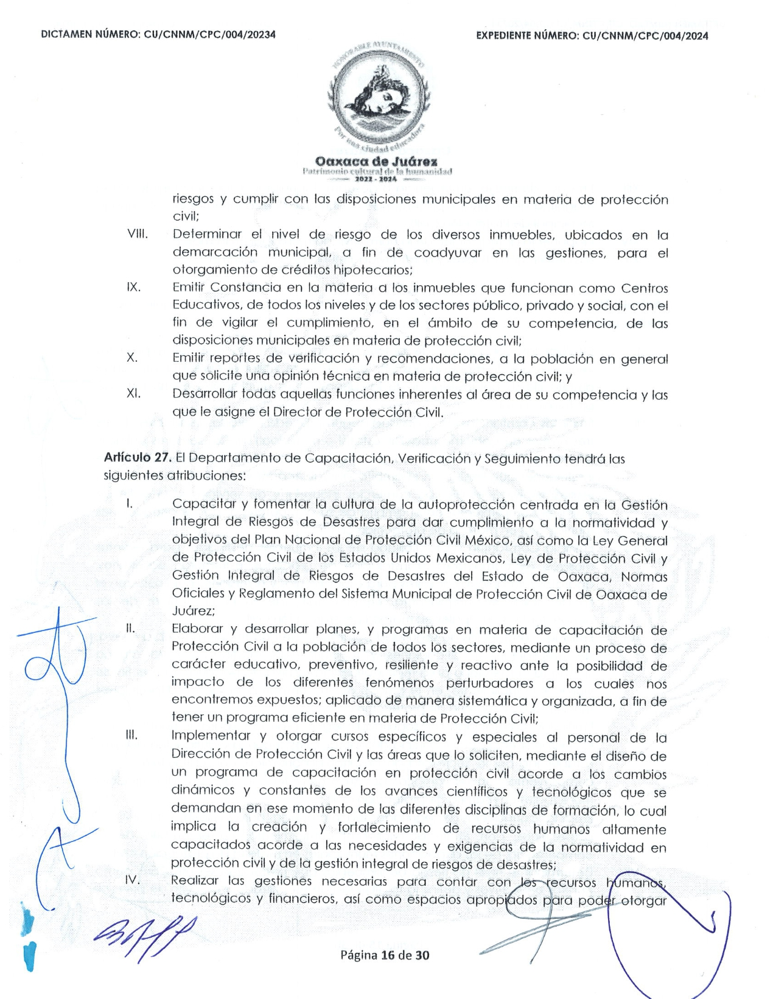 DICTAMEN NÚMERO: CU/CNNM/CPC/004/20234
EXPEDIENTE NÚMERO: CU/CNNM/CPC/004/2024
HONORABLE AYUNTAMIENTO
Por una ciudad educadora
Oaxaca de Juárez
Patrimonio cultural de la humanidad
2022 - 2024
riesgos y cumplir con las disposiciones municipales en materia de protección
civil;
VIII. Determinar el nivel de riesgo de los diversos inmuebles, ubicados en la
demarcación municipal, a fin de coadyuvar en las gestiones, para el
otorgamiento de créditos hipotecarios;
IX. Emitir Constancia en la materia a los inmuebles que funcionan como Centros
Educativos, de todos los niveles y de los sectores público, privado y social, con el
fin de vigilar el cumplimiento, en el ámbito de su competencia, de las
disposiciones municipales en materia de protección civil;
X. Emitir reportes de verificación y recomendaciones, a la población en general
que solicite una opinión técnica en materia de protección civil; y
XI. Desarrollar todas aquellas funciones inherentes al área de su competencia y las
que le asigne el Director de Protección Civil.
Artículo 27. El Departamento de Capacitación, Verificación y Seguimiento tendrá las
siguientes atribuciones:
I. Capacitar y fomentar la cultura de la autoprotección centrada en la Gestión
Integral de Riesgos de Desastres para dar cumplimiento a la normatividad y
objetivos del Plan Nacional de Protección Civil México, así como la Ley General
de Protección Civil de los Estados Unidos Mexicanos, Ley de Protección Civil y
Gestión Integral de Riesgos de Desastres del Estado de Oaxaca, Normas
Oficiales y Reglamento del Sistema Municipal de Protección Civil de Oaxaca de
Juárez;
II. Elaborar y desarrollar planes, y programas en materia de capacitación de
Protección Civil a la población de todos los sectores, mediante un proceso de
carácter educativo, preventivo, resiliente y reactivo ante la posibilidad de
impacto de los diferentes fenómenos perturbadores a los cuales nos
encontremos expuestos; aplicado de manera sistemática y organizada, a fin de
tener un programa eficiente en materia de Protección Civil;
III. Implementar y otorgar cursos específicos y especiales al personal de la
Dirección de Protección Civil y las áreas que lo soliciten, mediante el diseño de
un programa de capacitación en protección civil acorde a los cambios
dinámicos y constantes de los avances científicos y tecnológicos que se
demandan en ese momento de las diferentes disciplinas de formación, lo cual
implica la creación y fortalecimiento de recursos humanos altamente
capacitados acorde a las necesidades y exigencias de la normatividad en
protección civil y de la gestión integral de riesgos de desastres;
IV. Realizar las gestiones necesarias para contar con los recursos humanos,
tecnológicos y financieros, así como espacios apropiados para poder otorgar
Página 16 de 30